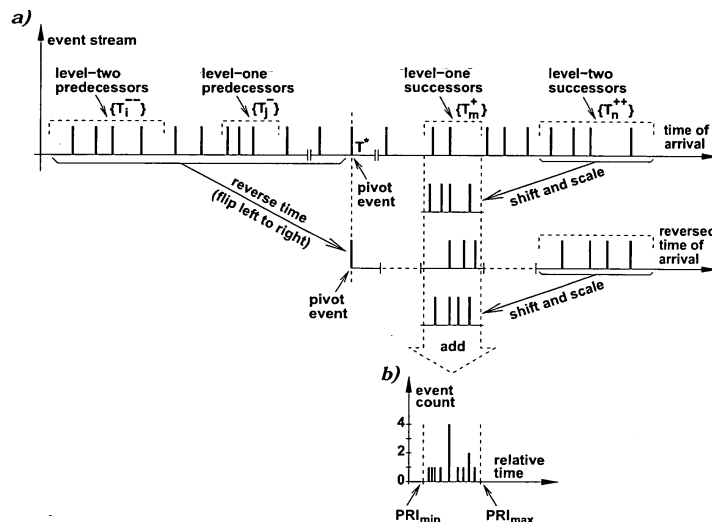 a)
event stream
level-two
predecessors
{T_i^{--}}
level-one
predecessors
{T_j^-}
level-one
successors
{T_m^+}
level-two
successors
{T_n^{++}}
time of
arrival
T*
pivot
event
reverse time
(flip left to right)
shift and scale
reversed
time of
arrival
pivot
event
shift and scale
add
b)
event
count
4
2
0
relative
time
PRI_min
PRI_max